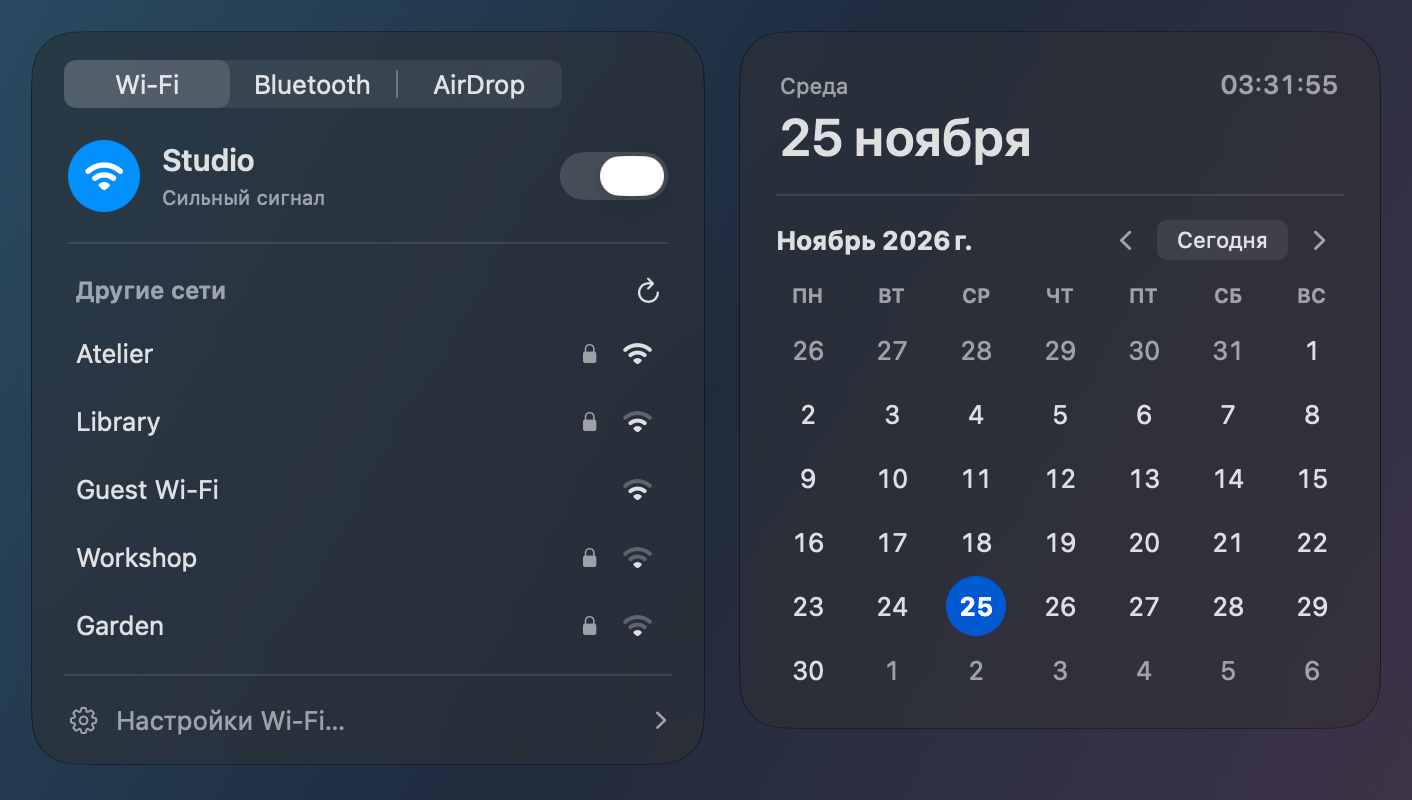 Wi-Fi Bluetooth AirDrop
Studio
Сильный сигнал
Другие сети
Atelier
Library
Guest Wi-Fi
Workshop
Garden
Настройки Wi-Fi...
Среда 03:31:55
25 ноября
Ноябрь 2026 г. Сегодня
ПН ВТ СР ЧТ ПТ СБ ВС
26 27 28 29 30 31 1
2 3 4 5 6 7 8
9 10 11 12 13 14 15
16 17 18 19 20 21 22
23 24 25 26 27 28 29
30 1 2 3 4 5 6